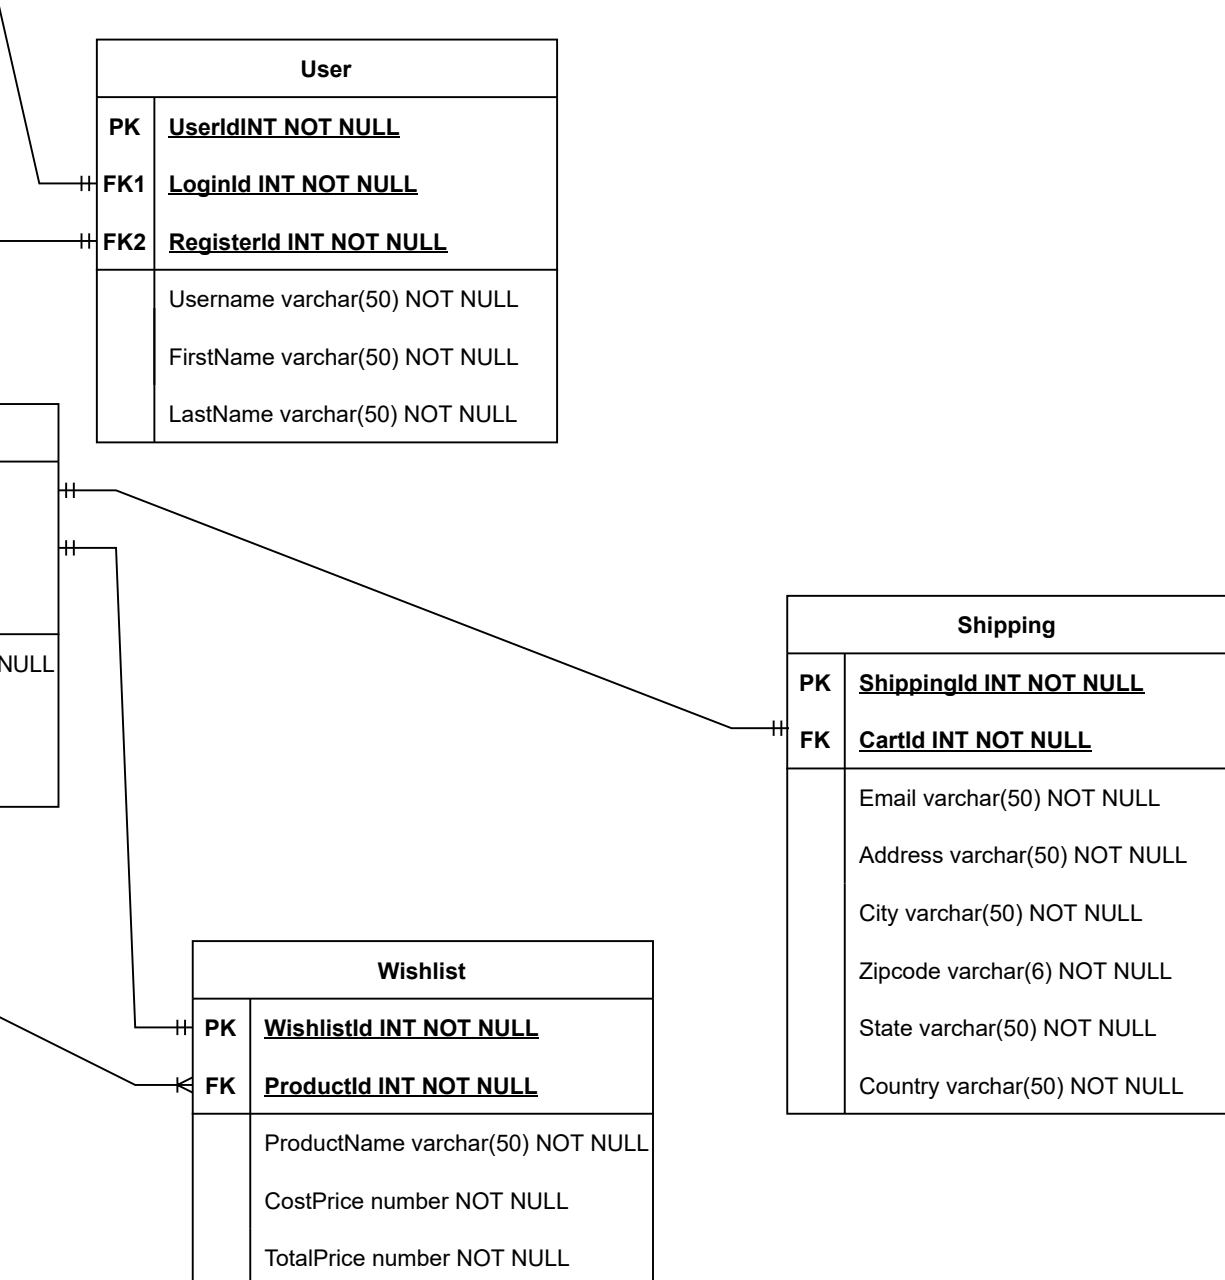 User
PK UserIdINT NOT NULL
FK1 LoginId INT NOT NULL
FK2 RegisterId INT NOT NULL
Username varchar(50) NOT NULL
FirstName varchar(50) NOT NULL
LastName varchar(50) NOT NULL
NULL
Shipping
PK ShippingId INT NOT NULL
FK CartId INT NOT NULL
Email varchar(50) NOT NULL
Address varchar(50) NOT NULL
City varchar(50) NOT NULL
Zipcode varchar(6) NOT NULL
State varchar(50) NOT NULL
Country varchar(50) NOT NULL
Wishlist
PK WishlistId INT NOT NULL
FK ProductId INT NOT NULL
ProductName varchar(50) NOT NULL
CostPrice number NOT NULL
TotalPrice number NOT NULL